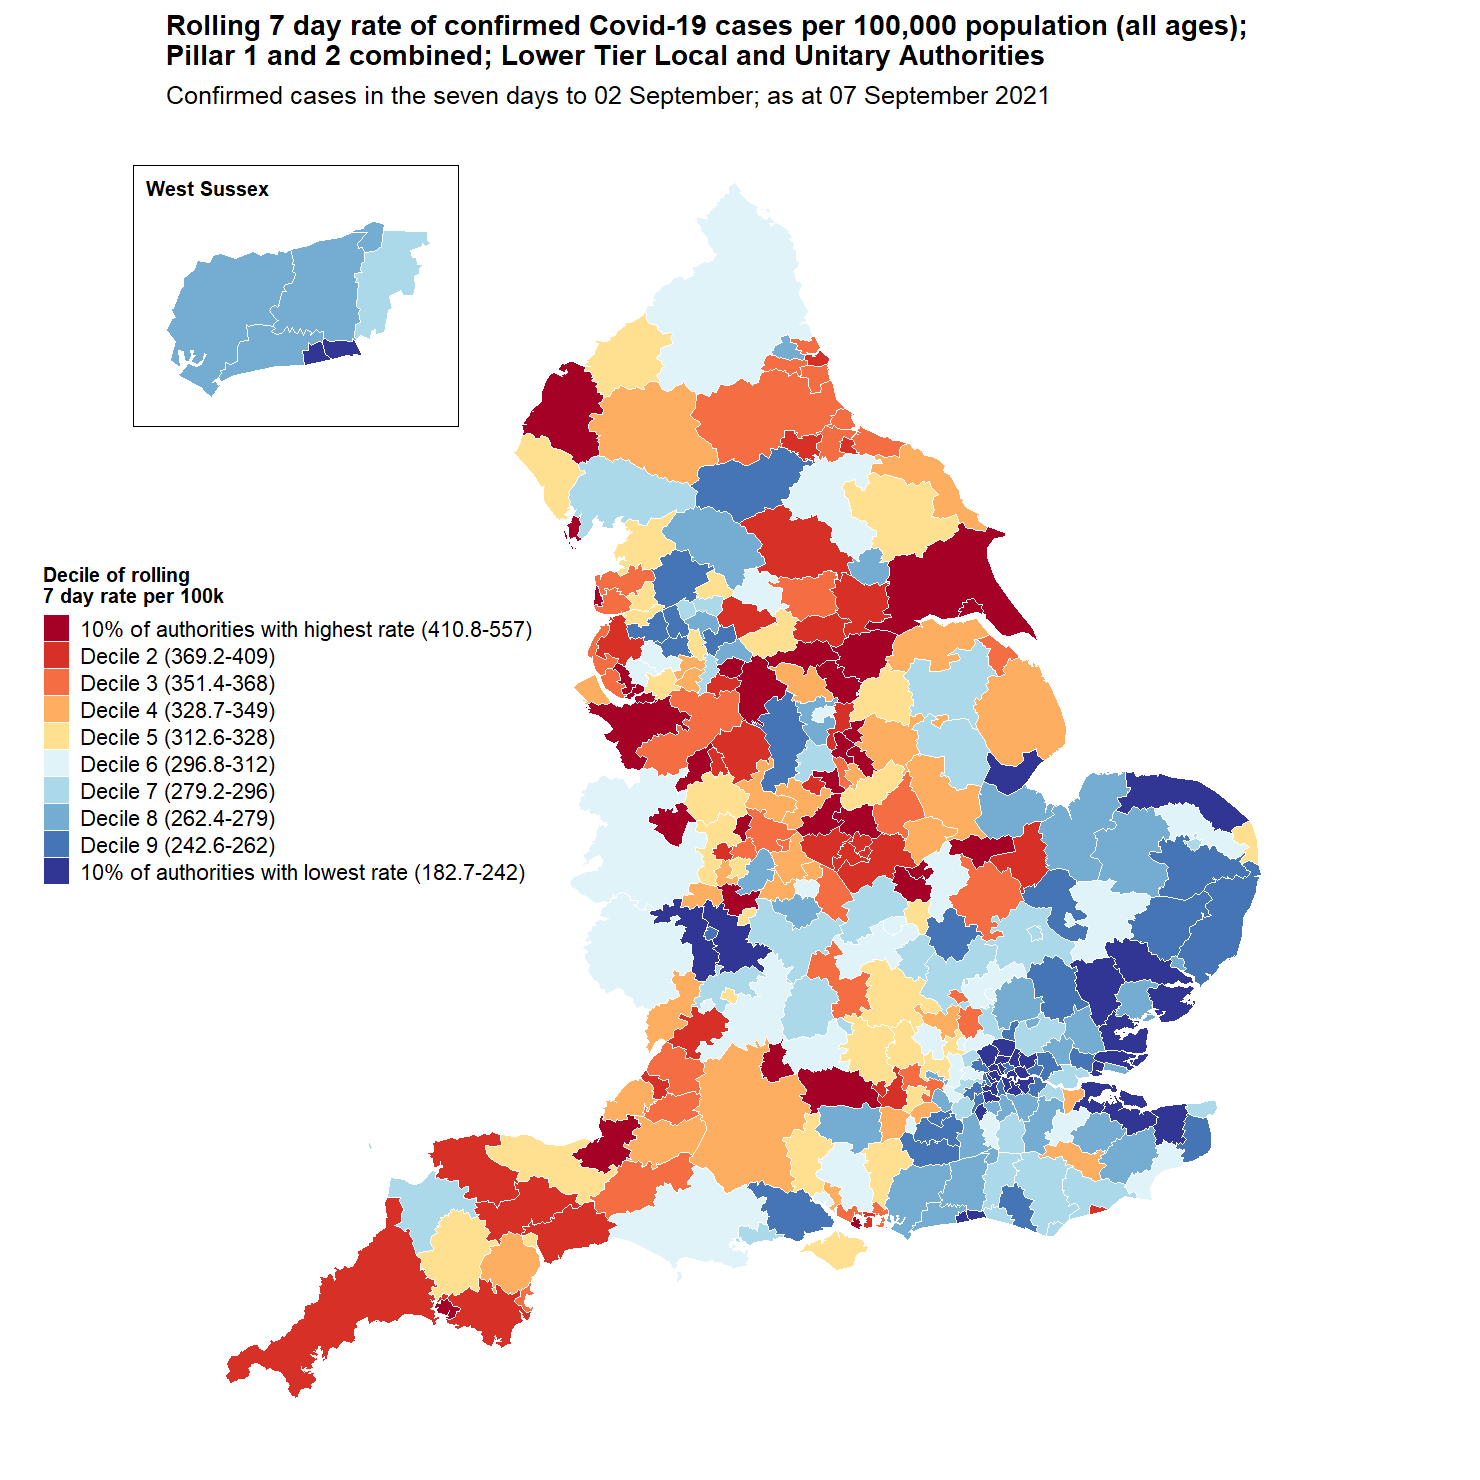 Rolling 7 day rate of confirmed Covid-19 cases per 100,000 population (all ages);
Pillar 1 and 2 combined; Lower Tier Local and Unitary Authorities
Confirmed cases in the seven days to 02 September; as at 07 September 2021
West Sussex
Decile of rolling
7 day rate per 100k
10% of authorities with highest rate (410.8-557)
Decile 2 (369.2-409)
Decile 3 (351.4-368)
Decile 4 (328.7-349)
Decile 5 (312.6-328)
Decile 6 (296.8-312)
Decile 7 (279.2-296)
Decile 8 (262.4-279)
Decile 9 (242.6-262)
10% of authorities with lowest rate (182.7-242)